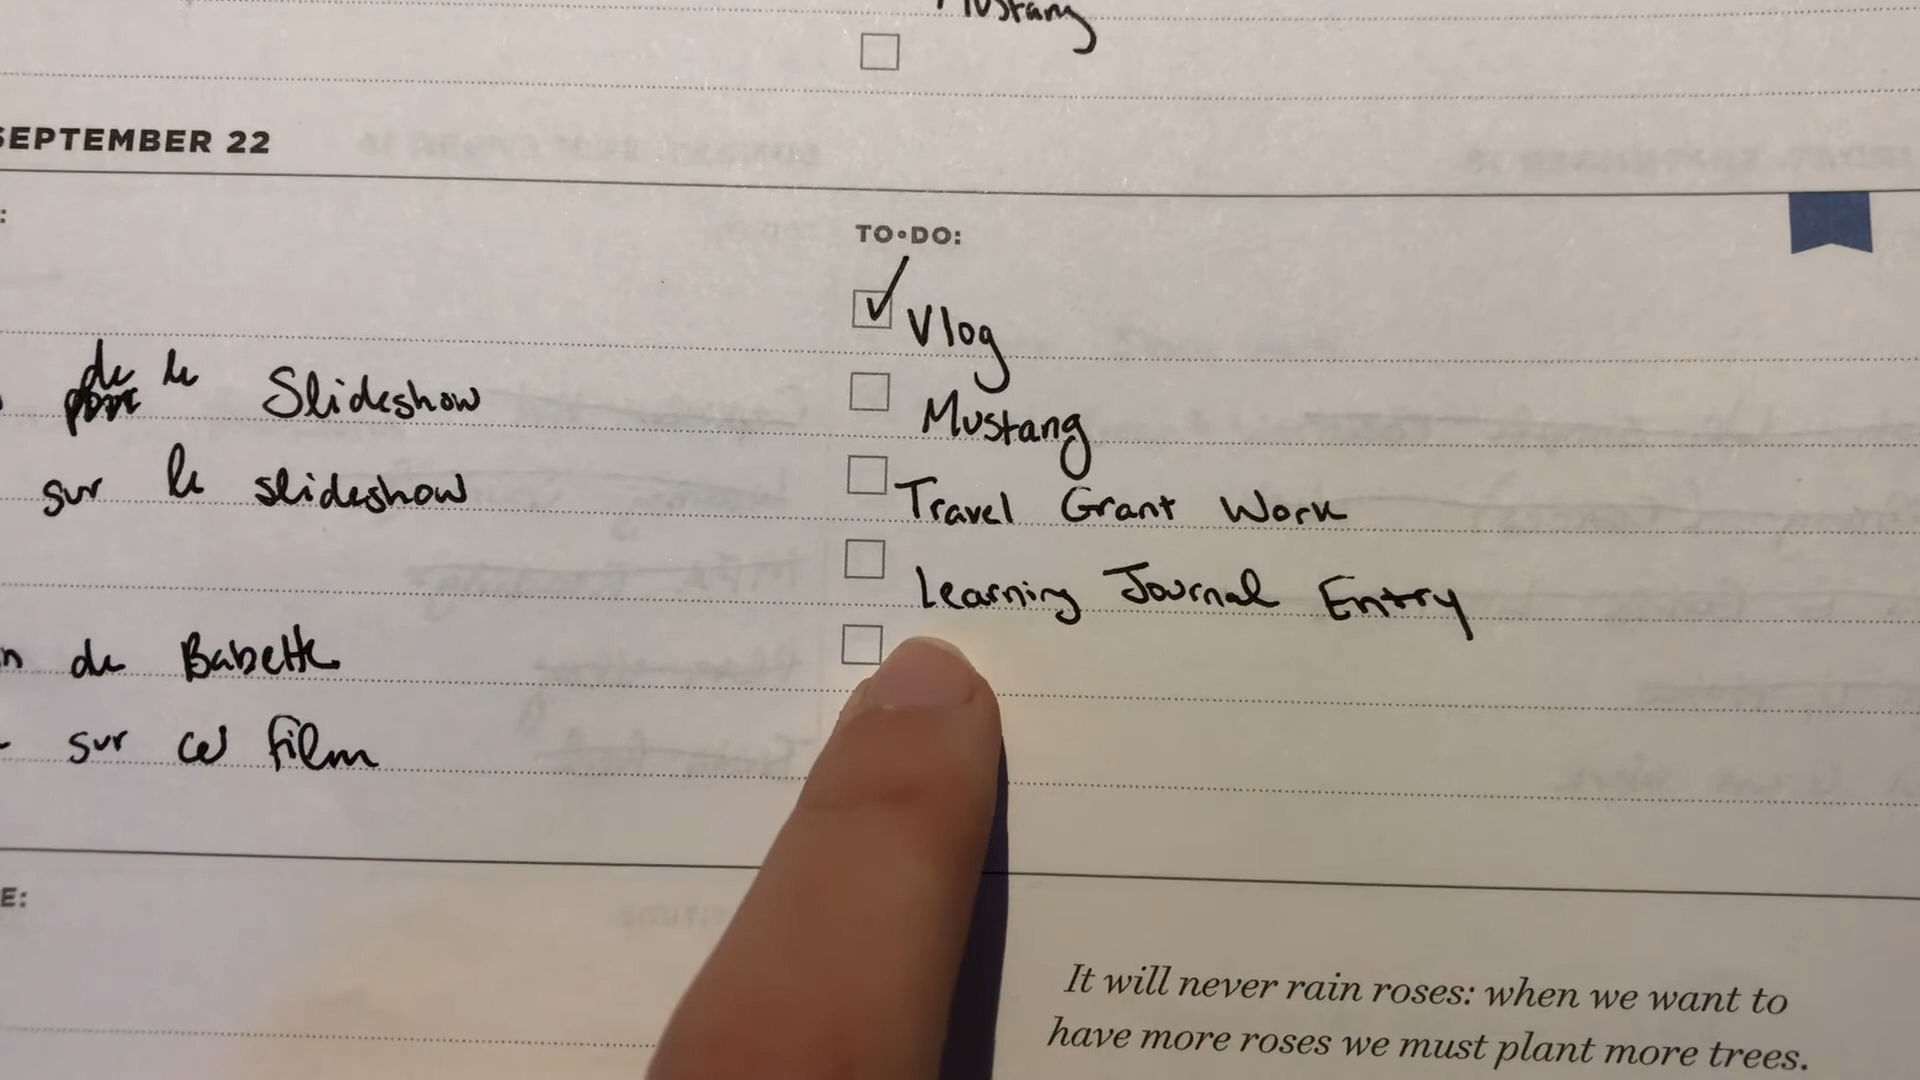 Mustang
SEPTEMBER 22
:
TO•DO:
Vlog
Mustang
de le Slideshow
sur le slideshow
Travel Grant Work
Learning Journal Entry
n de Babette
sur ce film
E:
It will never rain roses: when we want to
have more roses we must plant more trees.